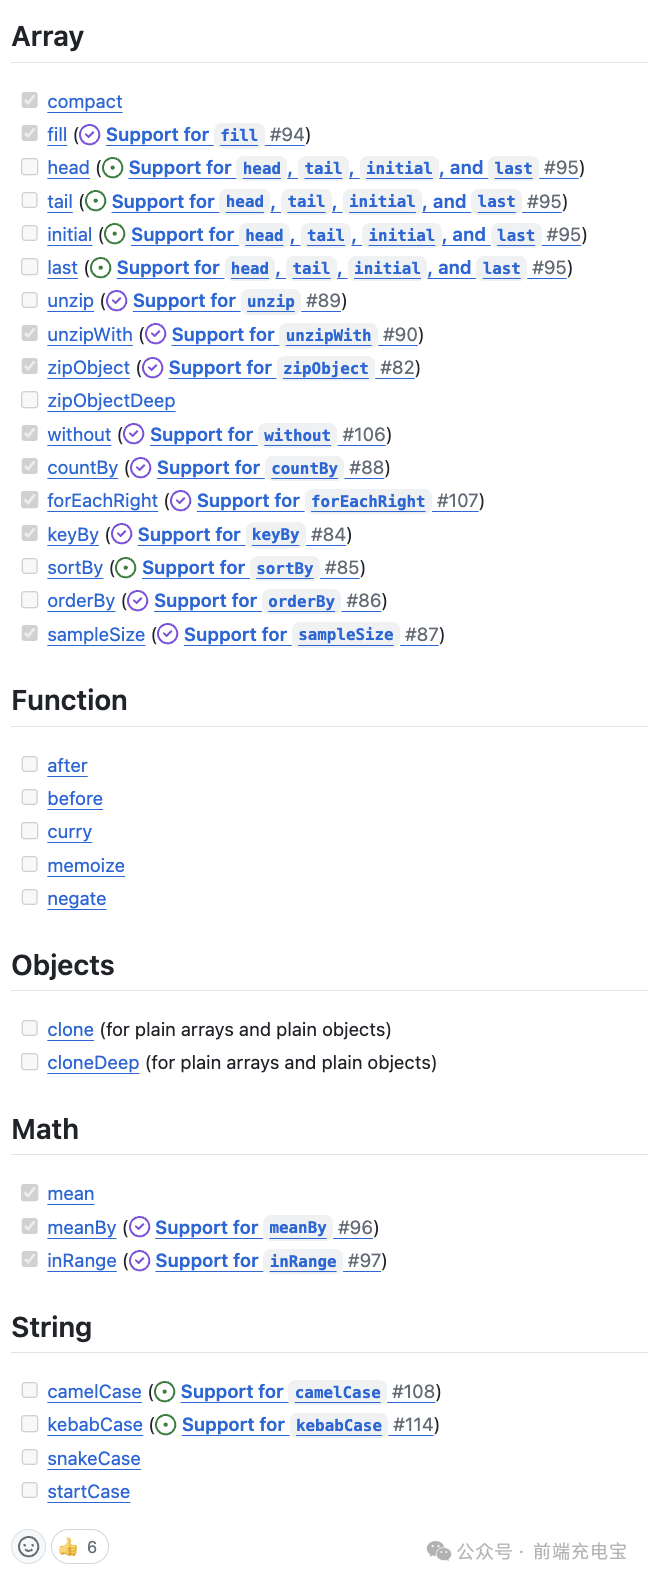 Array
compact
fill (Support for fill #94)
head (Support for head, tail, initial, and last #95)
tail (Support for head, tail, initial, and last #95)
initial (Support for head, tail, initial, and last #95)
last (Support for head, tail, initial, and last #95)
unzip (Support for unzip #89)
unzipWith (Support for unzipWith #90)
zipObject (Support for zipObject #82)
zipObjectDeep
without (Support for without #106)
countBy (Support for countBy #88)
forEachRight (Support for forEachRight #107)
keyBy (Support for keyBy #84)
sortBy (Support for sortBy #85)
orderBy (Support for orderBy #86)
sampleSize (Support for sampleSize #87)
Function
after
before
curry
memoize
negate
Objects
clone (for plain arrays and plain objects)
cloneDeep (for plain arrays and plain objects)
Math
mean
meanBy (Support for meanBy #96)
inRange (Support for inRange #97)
String
camelCase (Support for camelCase #108)
kebabCase (Support for kebabCase #114)
snakeCase
startCase
👍 6
公众号 · 前端充电宝